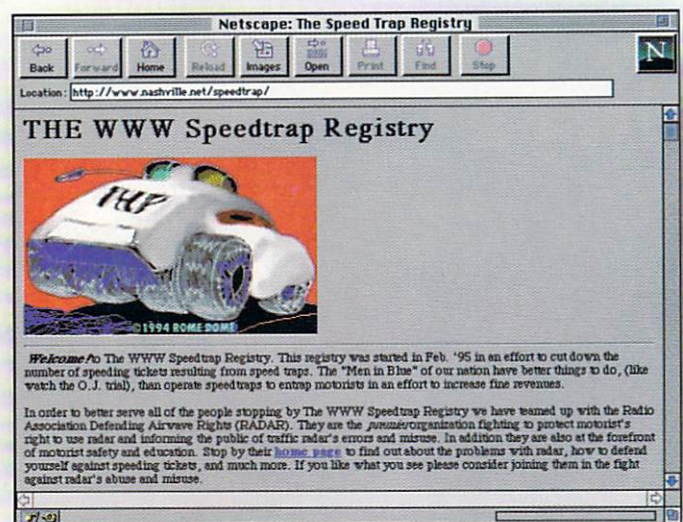 Netscape: The Speed Trap Registry
Back Forward Home Reload Images Open Print Find Stop
N
Location: http://www.nashville.net/speedtrap/
THE WWW Speedtrap Registry
THP
©1994 ROME DOME
Welcome to The WWW Speedtrap Registry. This registry was started in Feb. '95 in an effort to cut down the
number of speeding tickets resulting from speed traps. The "Men in Blue" of our nation have better things to do, (like
watch the O.J. trial), than operate speedtraps to entrap motorists in an effort to increase fine revenues.
In order to better serve all of the people stopping by The WWW Speedtrap Registry we have teamed up with the Radio
Association Defending Airwave Rights (RADAR). They are the premier organization fighting to protect motorist's
right to use radar and informing the public of traffic radar's errors and misuse. In addition they are also at the forefront
of motorist safety and education. Stop by their home page to find out about the problems with radar, how to defend
yourself against speeding tickets, and much more. If you like what you see please consider joining them in the fight
against radar's abuse and misuse.